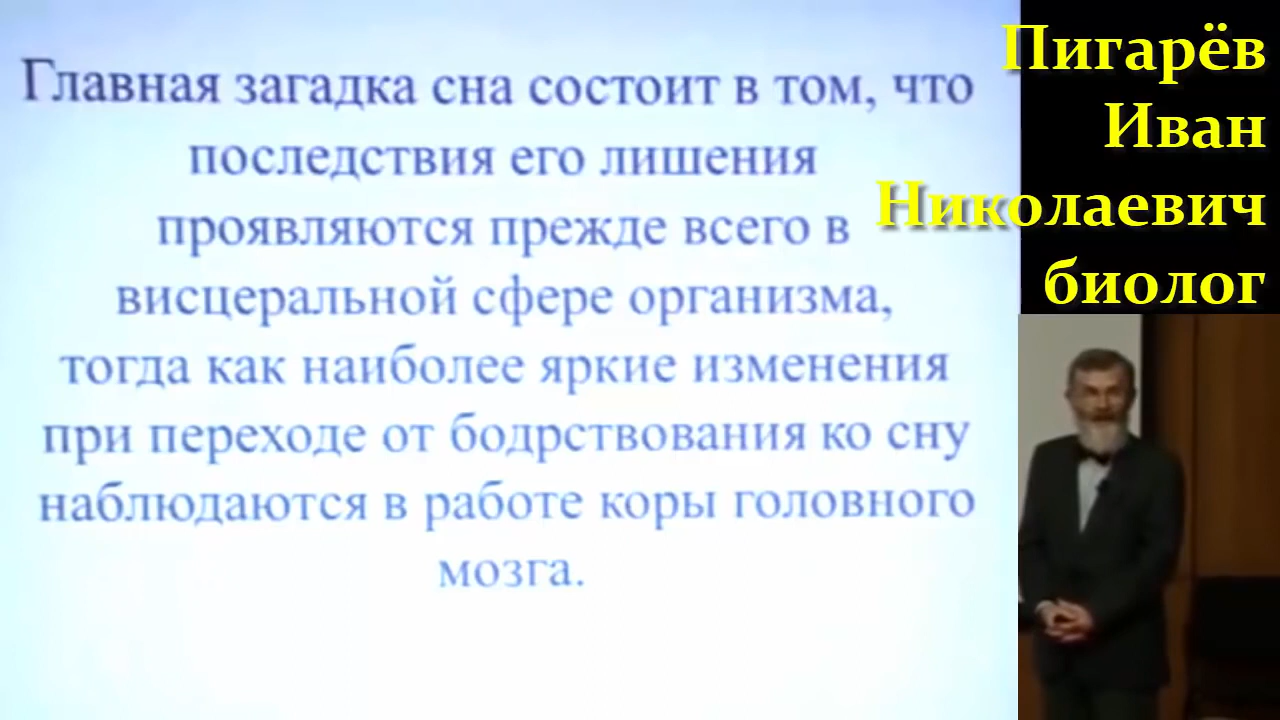 Главная загадка сна состоит в том, что
последствия его лишения
проявляются прежде всего в
висцеральной сфере организма,
тогда как наиболее яркие изменения
при переходе от бодрствования ко сну
наблюдаются в работе коры головного
мозга.
Пигарёв
Иван
Николаевич
биолог